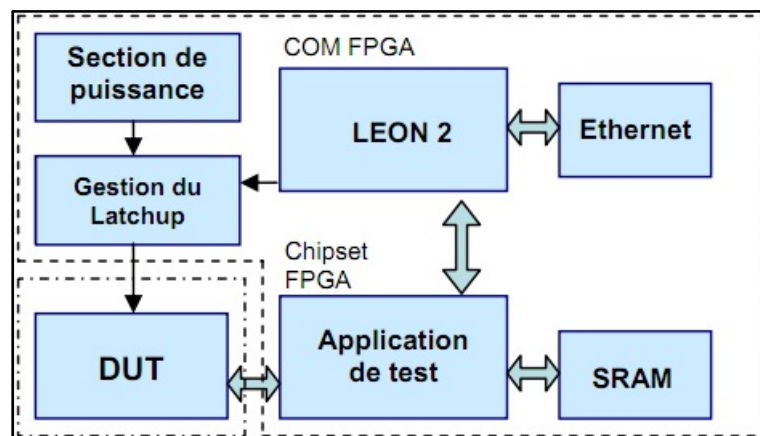 Section de
puissance
COM FPGA
LEON 2
Ethernet
Gestion du
Latchup
Chipset
FPGA
DUT
Application
de test
SRAM